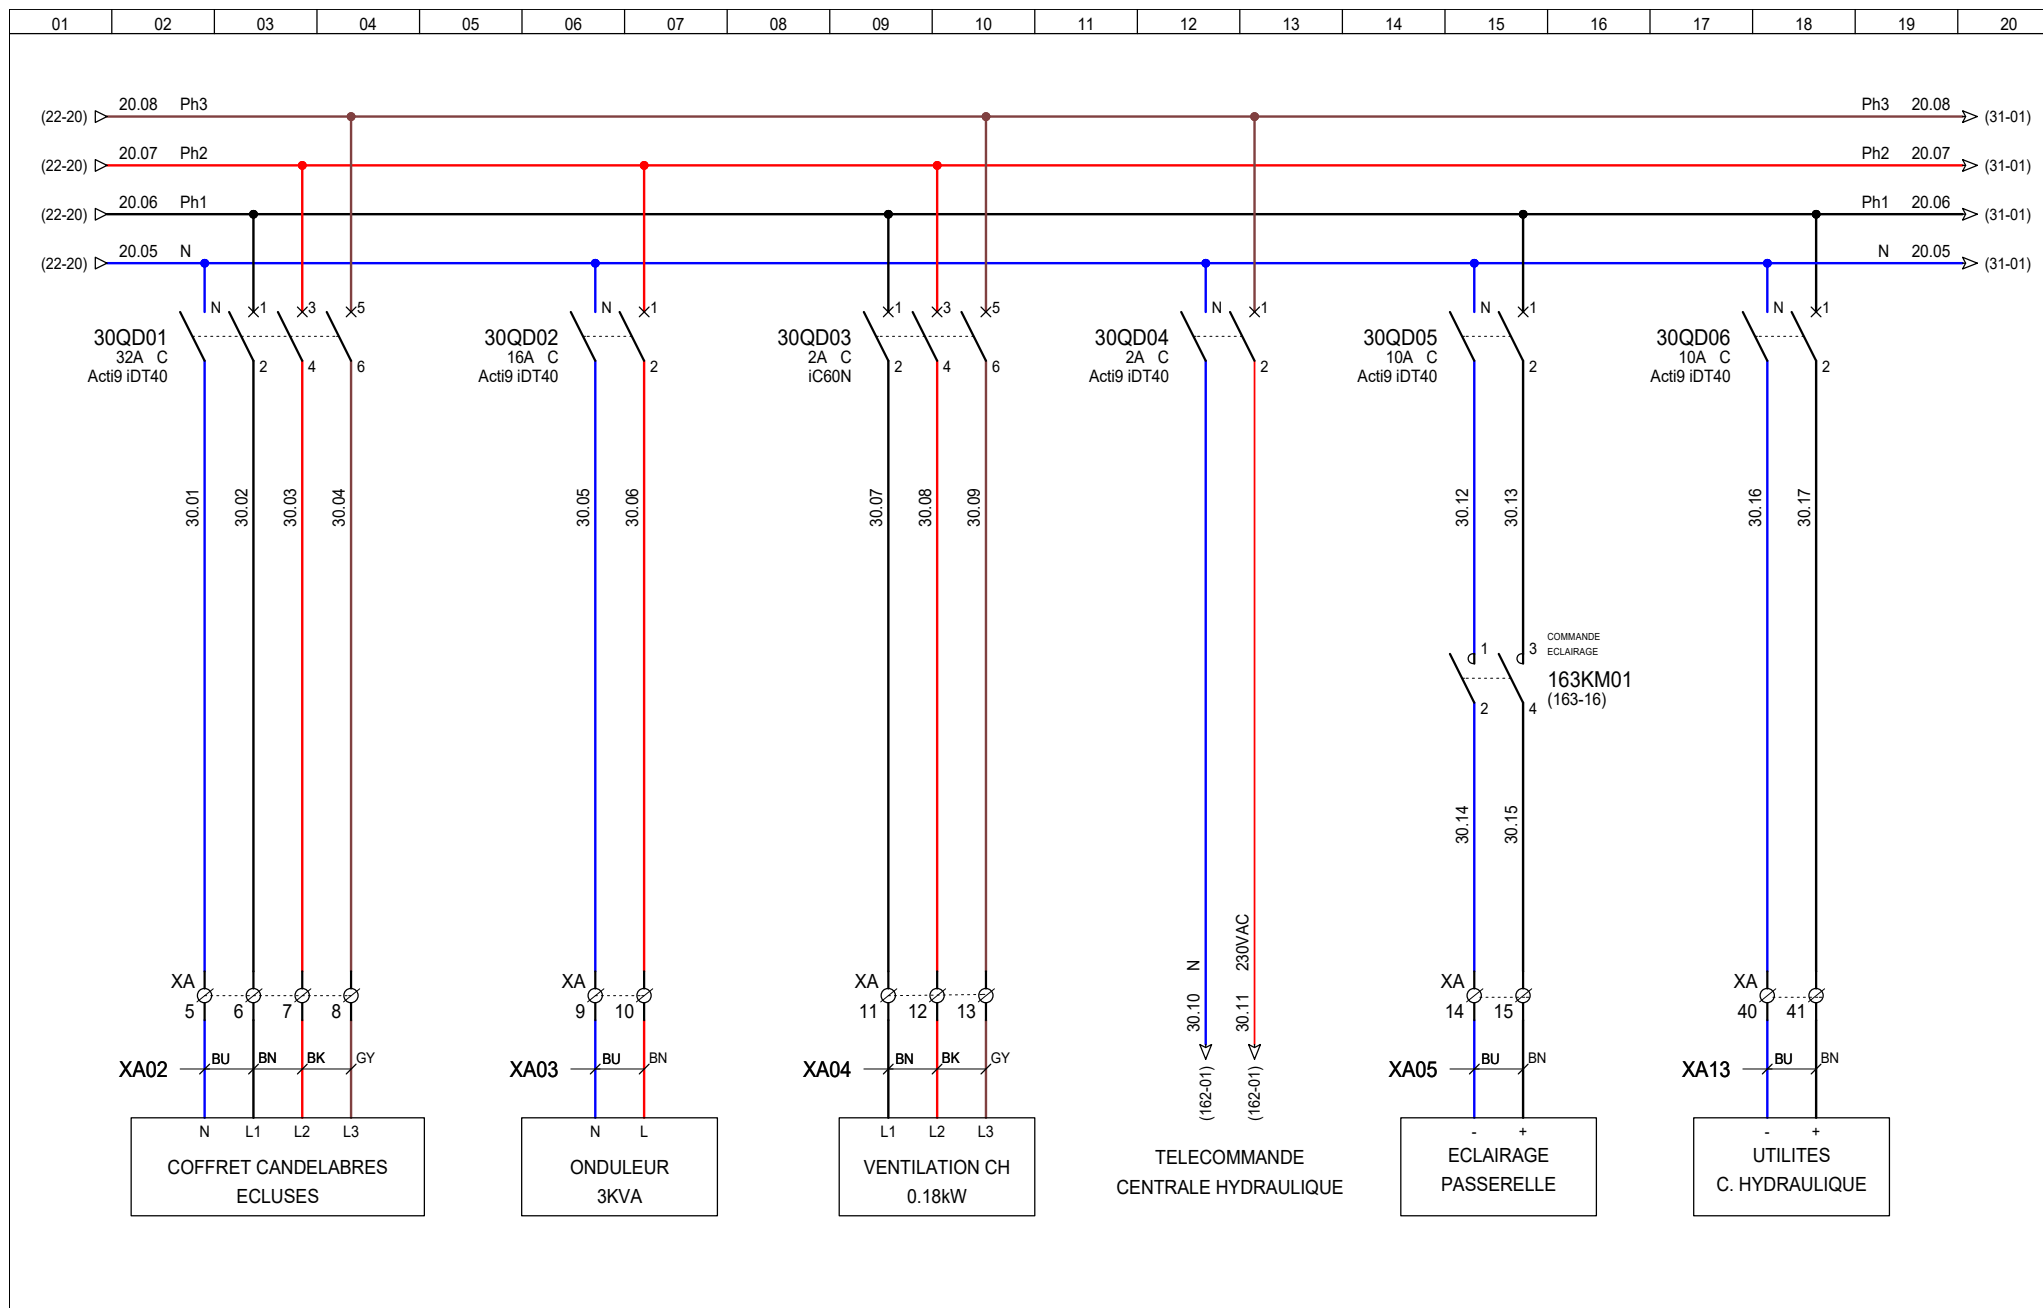 01 02 03 04 05 06 07 08 09 10 11 12 13 14 15 16 17 18 19 20
(22-20) 20.08 Ph3 Ph3 20.08 (31-01)
(22-20) 20.07 Ph2 Ph2 20.07 (31-01)
(22-20) 20.06 Ph1 Ph1 20.06 (31-01)
(22-20) 20.05 N N 20.05 (31-01)
N 1 3 5 N 1 1 3 5 N 1 N 1 N 1
30QD01 30QD02 30QD03 30QD04 30QD05 30QD06
32A C 16A C 2A C 2A C 10A C 10A C
2 4 6 2 2 4 6 2 2 2
Acti9 iDT40 Acti9 iDT40 iC60N Acti9 iDT40 Acti9 iDT40 Acti9 iDT40
30.01 30.02 30.03 30.04 30.05 30.06 30.07 30.08 30.09 30.12 30.13 30.16 30.17
COMMANDE
1 3 ECLAIRAGE
163KM01
2 4 (163-16)
30.14 30.15
30.10 N 30.11 230VAC
XA XA XA XA XA
5 6 7 8 9 10 11 12 13 14 15 40 41
XA02 BU BN BK GY XA03 BU BN XA04 BN BK GY XA05 BU BN XA13 BU BN
(162-01) (162-01)
N L1 L2 L3 N L L1 L2 L3 - + - +
COFFRET CANDELABRES
ECLUSES
ONDULEUR
3KVA
VENTILATION CH
0.18kW
TELECOMMANDE
CENTRALE HYDRAULIQUE
ECLAIRAGE
PASSERELLE
UTILITES
C. HYDRAULIQUE